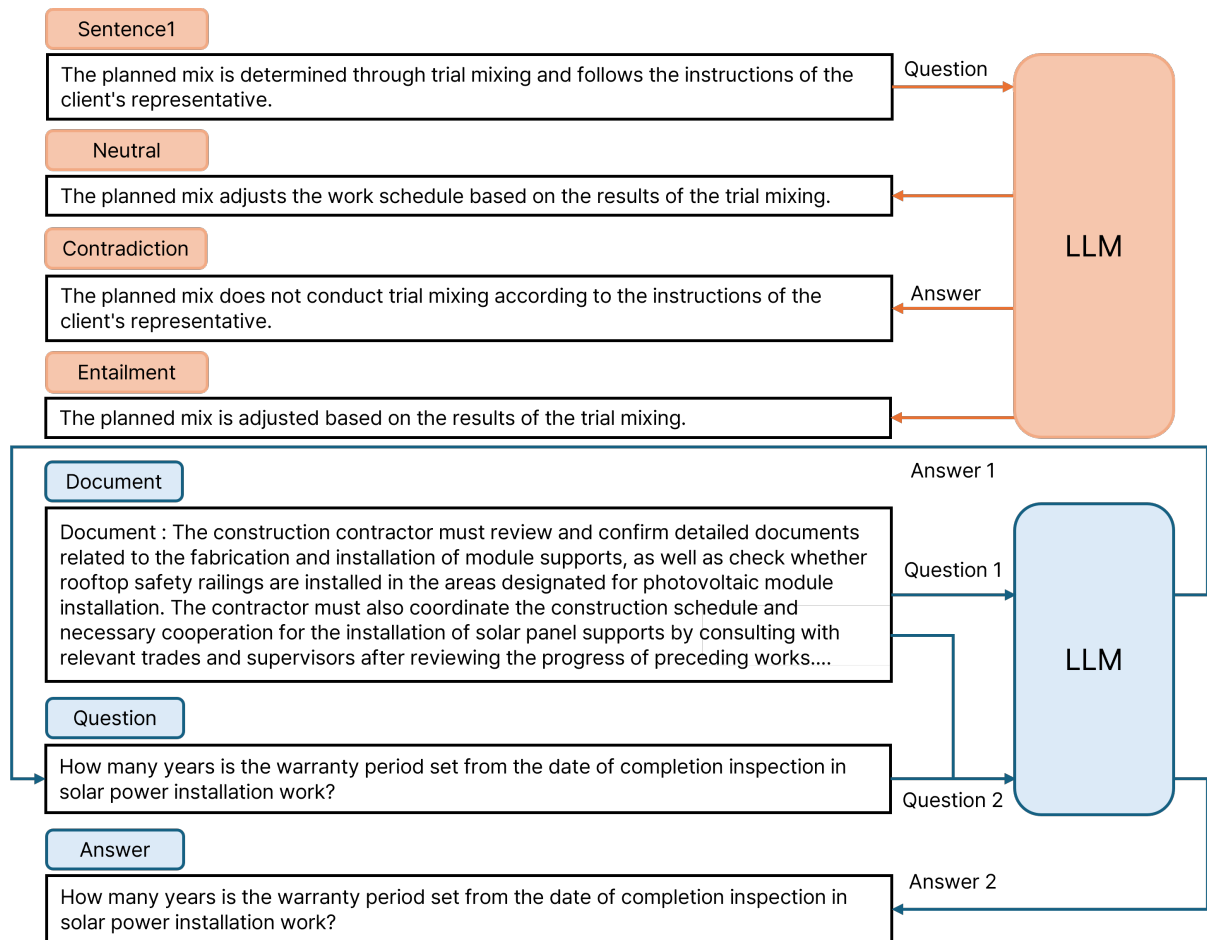 Sentence1
The planned mix is determined through trial mixing and follows the instructions of the
client's representative.
Question
Neutral
The planned mix adjusts the work schedule based on the results of the trial mixing.
LLM
Contradiction
The planned mix does not conduct trial mixing according to the instructions of the
client's representative.
Answer
Entailment
The planned mix is adjusted based on the results of the trial mixing.
Answer 1
Document
Document : The construction contractor must review and confirm detailed documents
related to the fabrication and installation of module supports, as well as check whether
rooftop safety railings are installed in the areas designated for photovoltaic module
installation. The contractor must also coordinate the construction schedule and
necessary cooperation for the installation of solar panel supports by consulting with
relevant trades and supervisors after reviewing the progress of preceding works....
Question 1
LLM
Question
How many years is the warranty period set from the date of completion inspection in
solar power installation work?
Question 2
Answer
How many years is the warranty period set from the date of completion inspection in
solar power installation work?
Answer 2